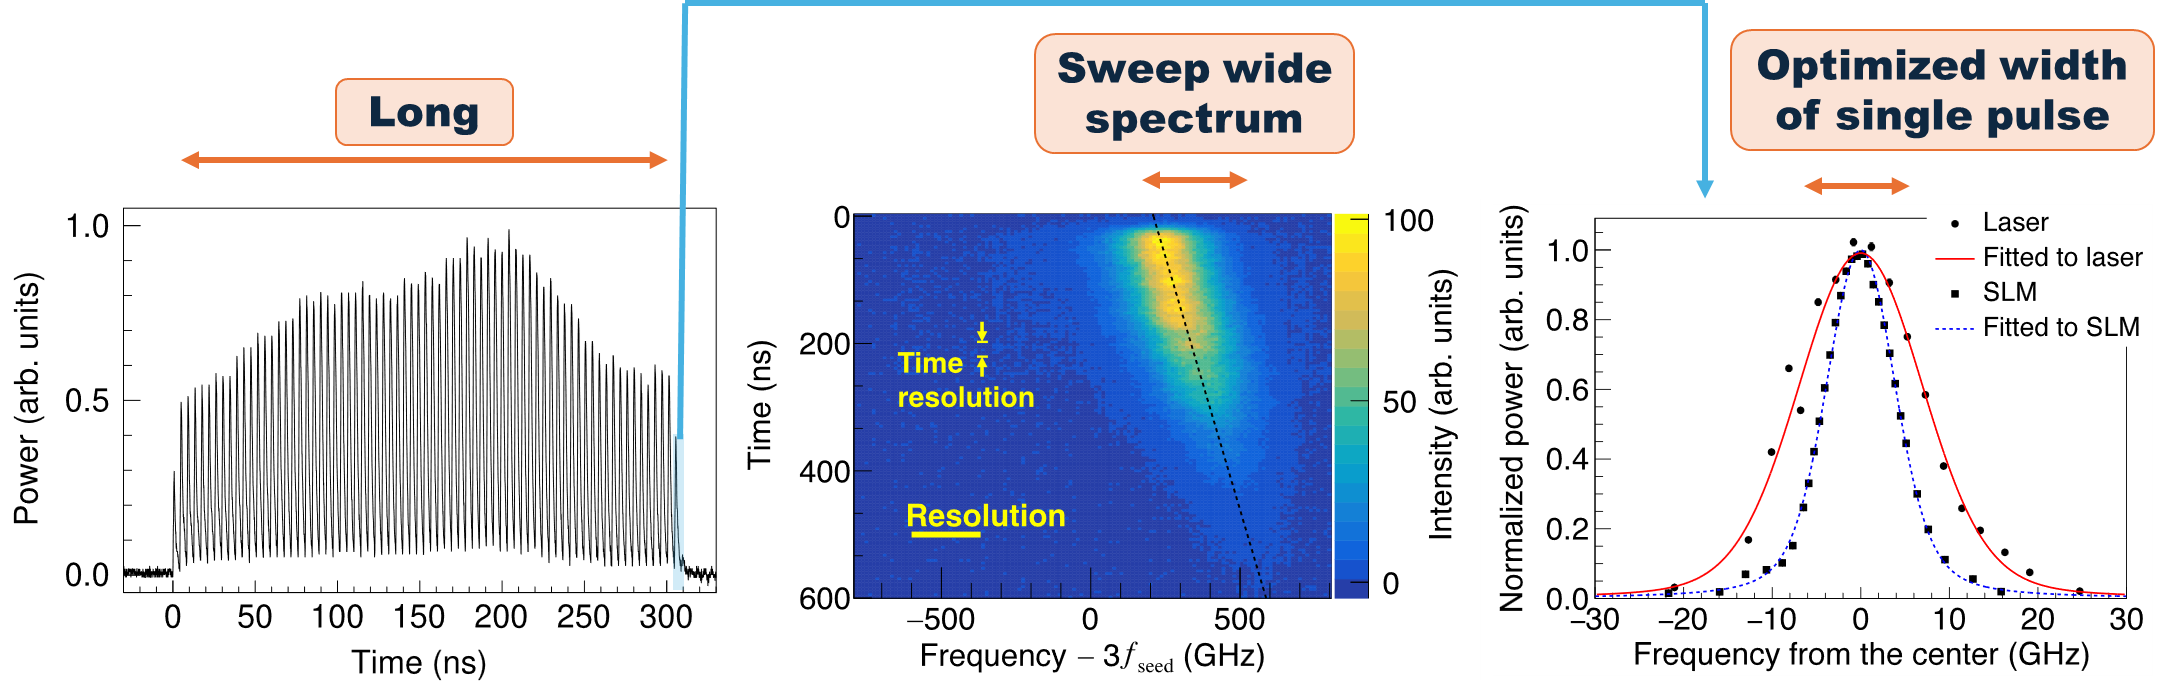 Long
Sweep wide
spectrum
Optimized width
of single pulse
1.0
0.5
0.0
Power (arb. units)
0 50 100 150 200 250 300
Time (ns)
0
200
400
600
Time (ns)
Time
resolution
Resolution
−500 0 500
Frequency − 3fseed (GHz)
100
50
0
Intensity (arb. units)
Laser
Fitted to laser
SLM
Fitted to SLM
1.0
0.8
0.6
0.4
0.2
0.0
Normalized power (arb. units)
−30 −20 −10 0 10 20 30
Frequency from the center (GHz)